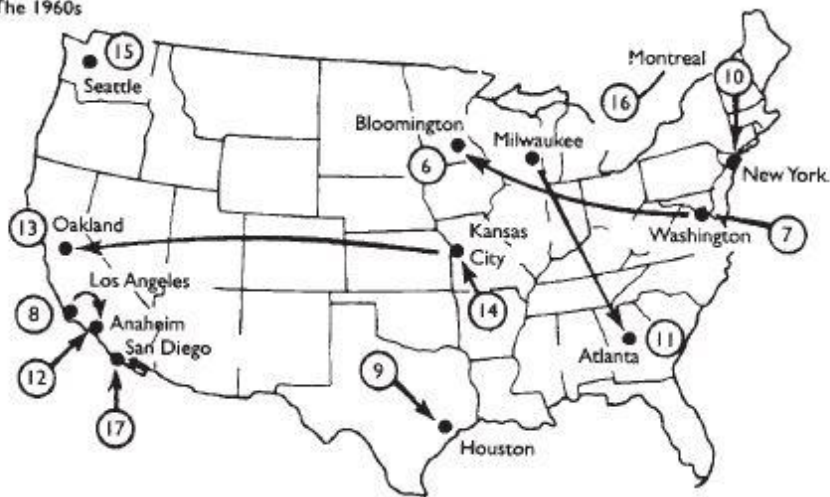 The 1960s
15
Seattle
Montreal
10
16
Bloomington
Milwaukee
6
New York
13
Oakland
Kansas
City
Washington
7
Los Angeles
8
Anaheim
14
San Diego
11
Atlanta
12
9
17
Houston